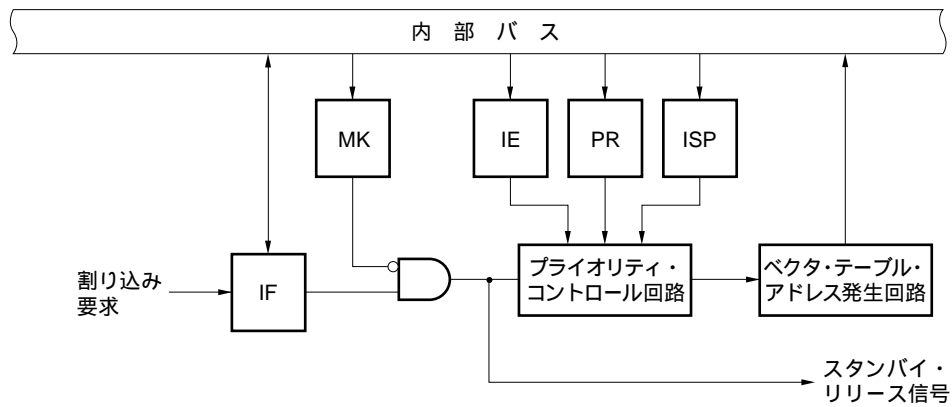 内 部 バ ス
MK
IE
PR
ISP
割り込み
要求
IF
プライオリティ・
コントロール回路
ベクタ・テーブル・
アドレス発生回路
スタンバイ・
リリース信号